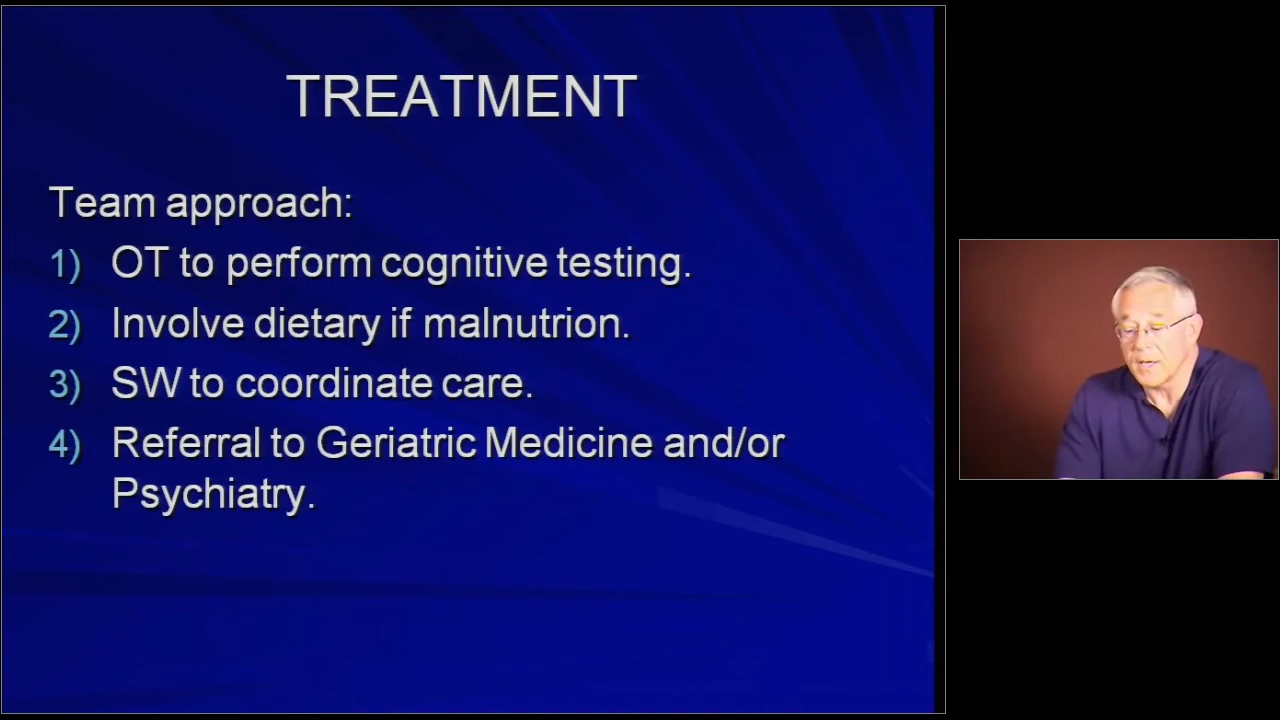 TREATMENT
Team approach:
1) OT to perform cognitive testing.
2) Involve dietary if malnutrion.
3) SW to coordinate care.
4) Referral to Geriatric Medicine and/or
Psychiatry.